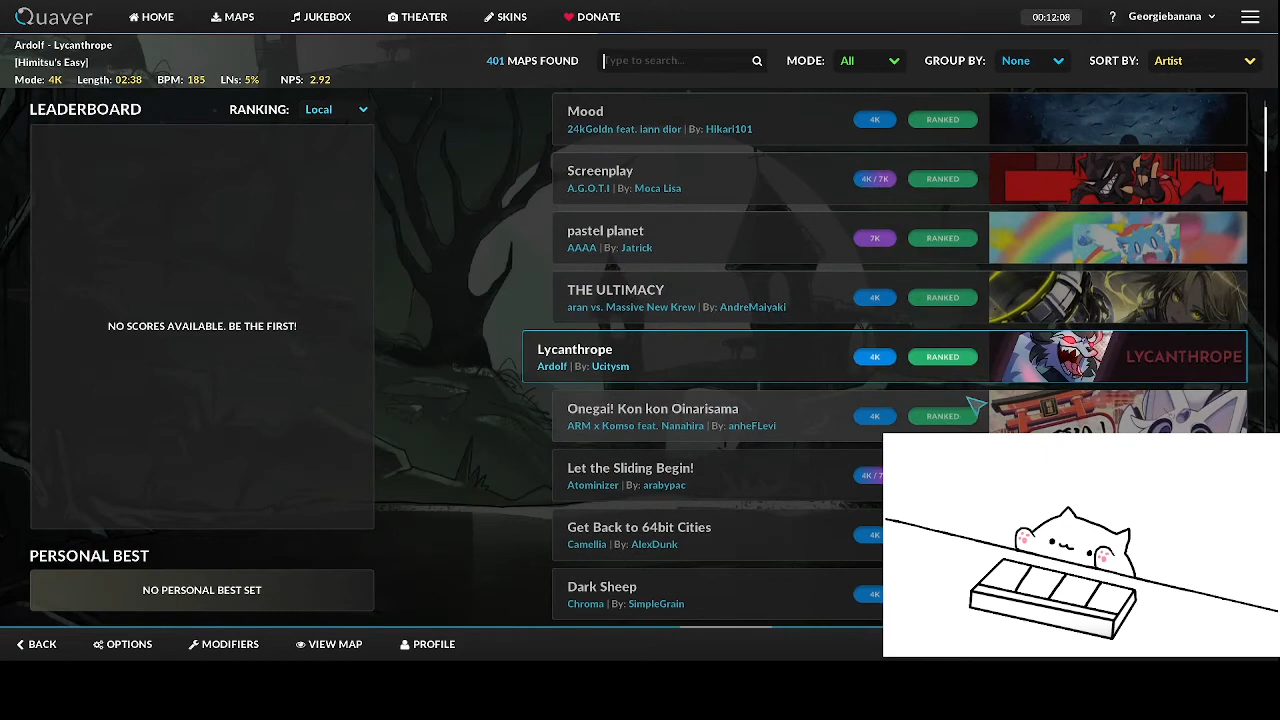 Quaver HOME MAPS JUKEBOX THEATER SKINS DONATE 00:12:08 ? Georgiebanana
Ardolf - Lycanthrope
[Himitsu's Easy]
Mode: 4K Length: 02:38 BPM: 185 LNs: 5% NPS: 2.92
401 MAPS FOUND Type to search... MODE: All GROUP BY: None SORT BY: Artist
LEADERBOARD RANKING: Local
NO SCORES AVAILABLE. BE THE FIRST!
PERSONAL BEST
NO PERSONAL BEST SET
Mood
24kGoldn feat. iann dior | By: Hikari101
4K RANKED
Screenplay
A.G.O.T.I | By: Moca Lisa
4K / 7K RANKED
pastel planet
AAAA | By: Jatrick
7K RANKED
THE ULTIMACY
aran vs. Massive New Krew | By: AndreMaiyaki
4K RANKED
Lycanthrope
Ardolf | By: Ucitysm
4K RANKED LYCANTHROPE
Onegai! Kon kon Oinarisama
ARM x Komso feat. Nanahira | By: anheFLevi
4K RANKED
Let the Sliding Begin!
Atominizer | By: arabypac
4K / 7
Get Back to 64bit Cities
Camellia | By: AlexDunk
4K
Dark Sheep
Chroma | By: SimpleGrain
4K
BACK OPTIONS MODIFIERS VIEW MAP PROFILE